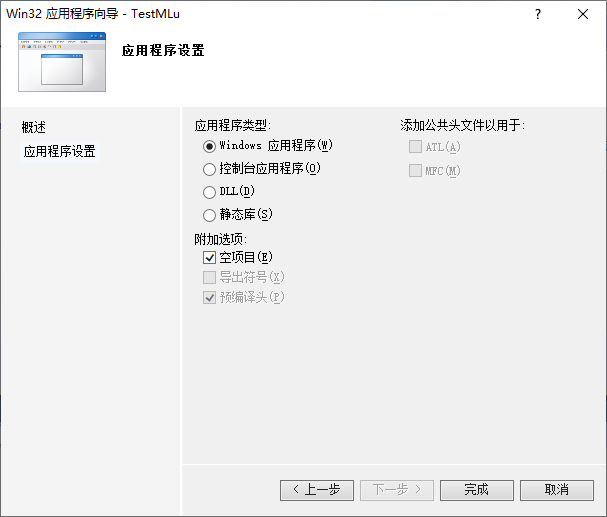 Win32 应用程序向导 - TestMLu
?
应用程序设置
概述
应用程序设置
应用程序类型:
Windows 应用程序(W)
控制台应用程序(O)
DLL(D)
静态库(S)
附加选项:
空项目(E)
导出符号(X)
预编译头(P)
添加公共头文件以用于:
ATL(A)
MFC(M)
< 上一步
下一步 >
完成
取消